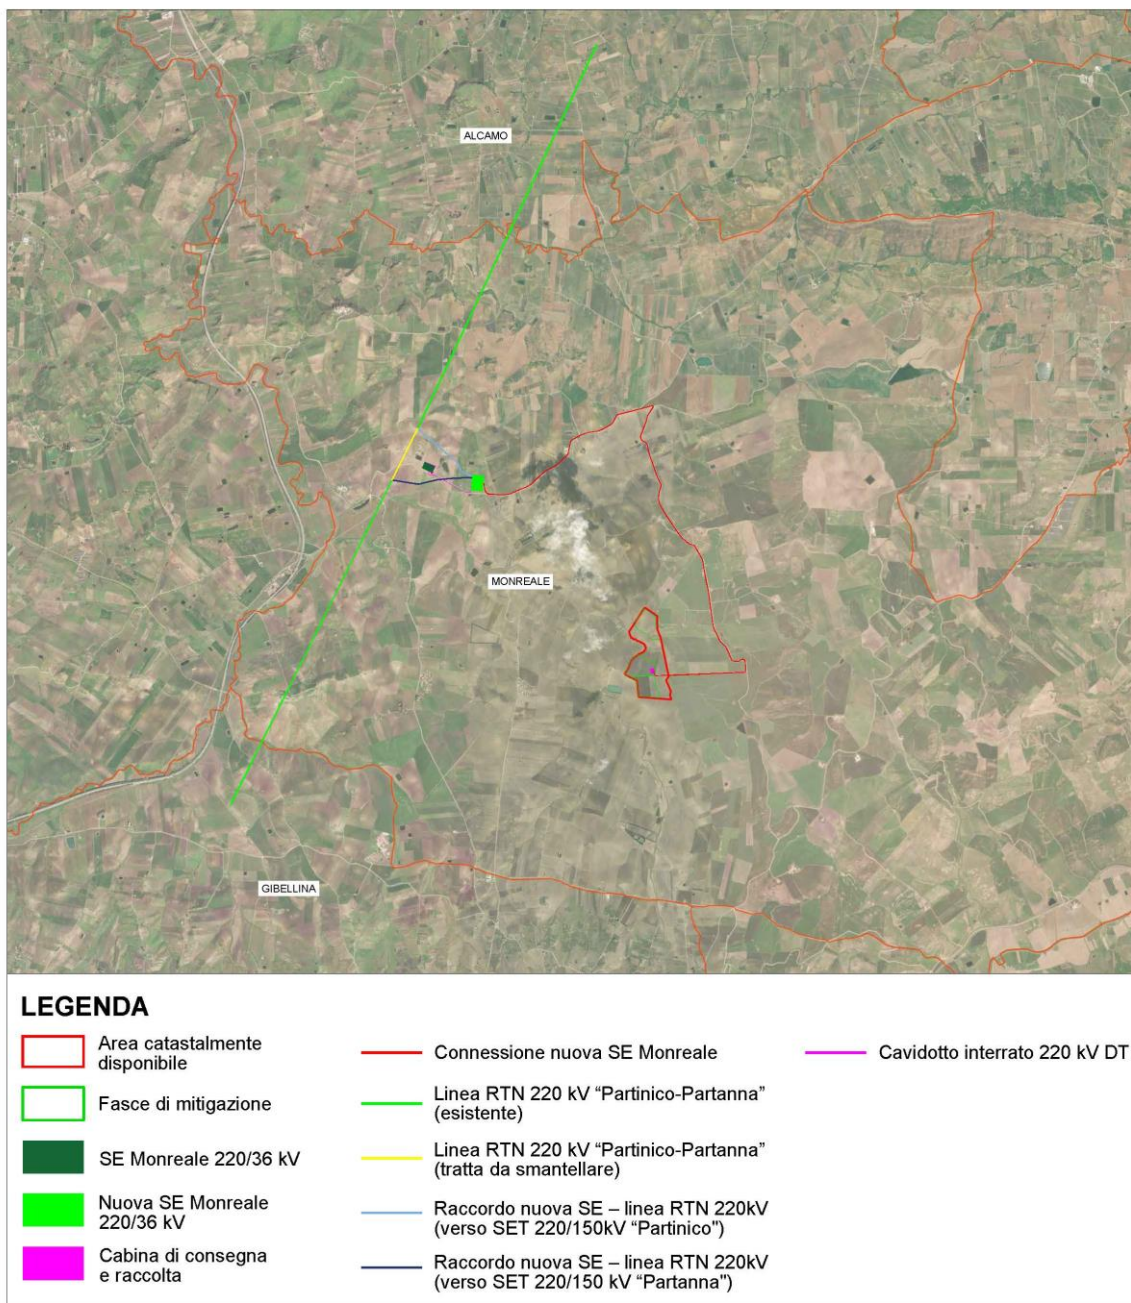 ALCAMO
MONREALE
GIBELLINA
LEGENDA
Area catastalmente
disponibile
Fasce di mitigazione
SE Monreale 220/36 kV
Nuova SE Monreale
220/36 kV
Cabina di consegna
e raccolta
Connessione nuova SE Monreale
Linea RTN 220 kV “Partinico-Partanna”
(esistente)
Linea RTN 220 kV “Partinico-Partanna”
(tratta da smantellare)
Raccordo nuova SE – linea RTN 220kV
(verso SET 220/150kV “Partinico”)
Raccordo nuova SE – linea RTN 220kV
(verso SET 220/150 kV “Partanna”)
Cavidotto interrato 220 kV DT